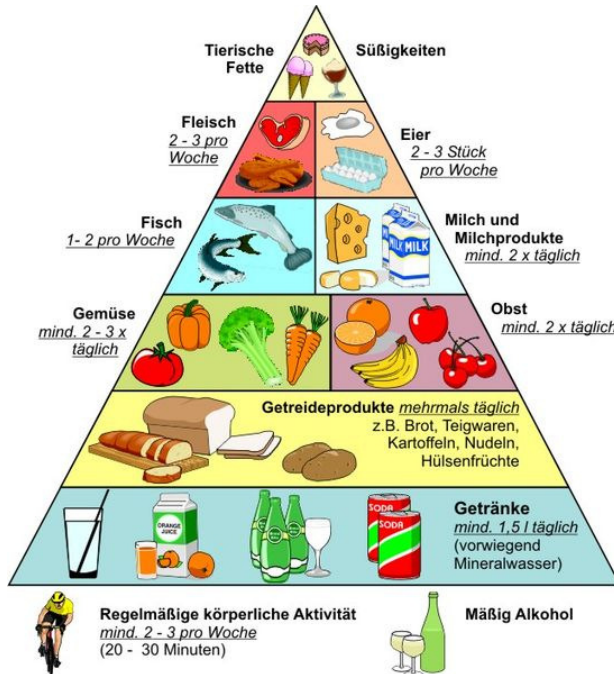 Tierische
Fette
Süßigkeiten
Fleisch
2 - 3 pro
Woche
Eier
2 - 3 Stück
pro Woche
Fisch
1- 2 pro Woche
Milch und
Milchprodukte
mind. 2 x täglich
MILK
MILK
Gemüse
mind. 2 - 3 x
täglich
Obst
mind. 2 x täglich
Getreideprodukte mehrmals täglich
z.B. Brot, Teigwaren,
Kartoffeln, Nudeln,
Hülsenfrüchte
ORANGE
JUICE
SODA
SODA
Getränke
mind. 1,5 l täglich
(vorwiegend
Mineralwasser)
Regelmäßige körperliche Aktivität
mind. 2 - 3 pro Woche
(20 - 30 Minuten)
Mäßig Alkohol